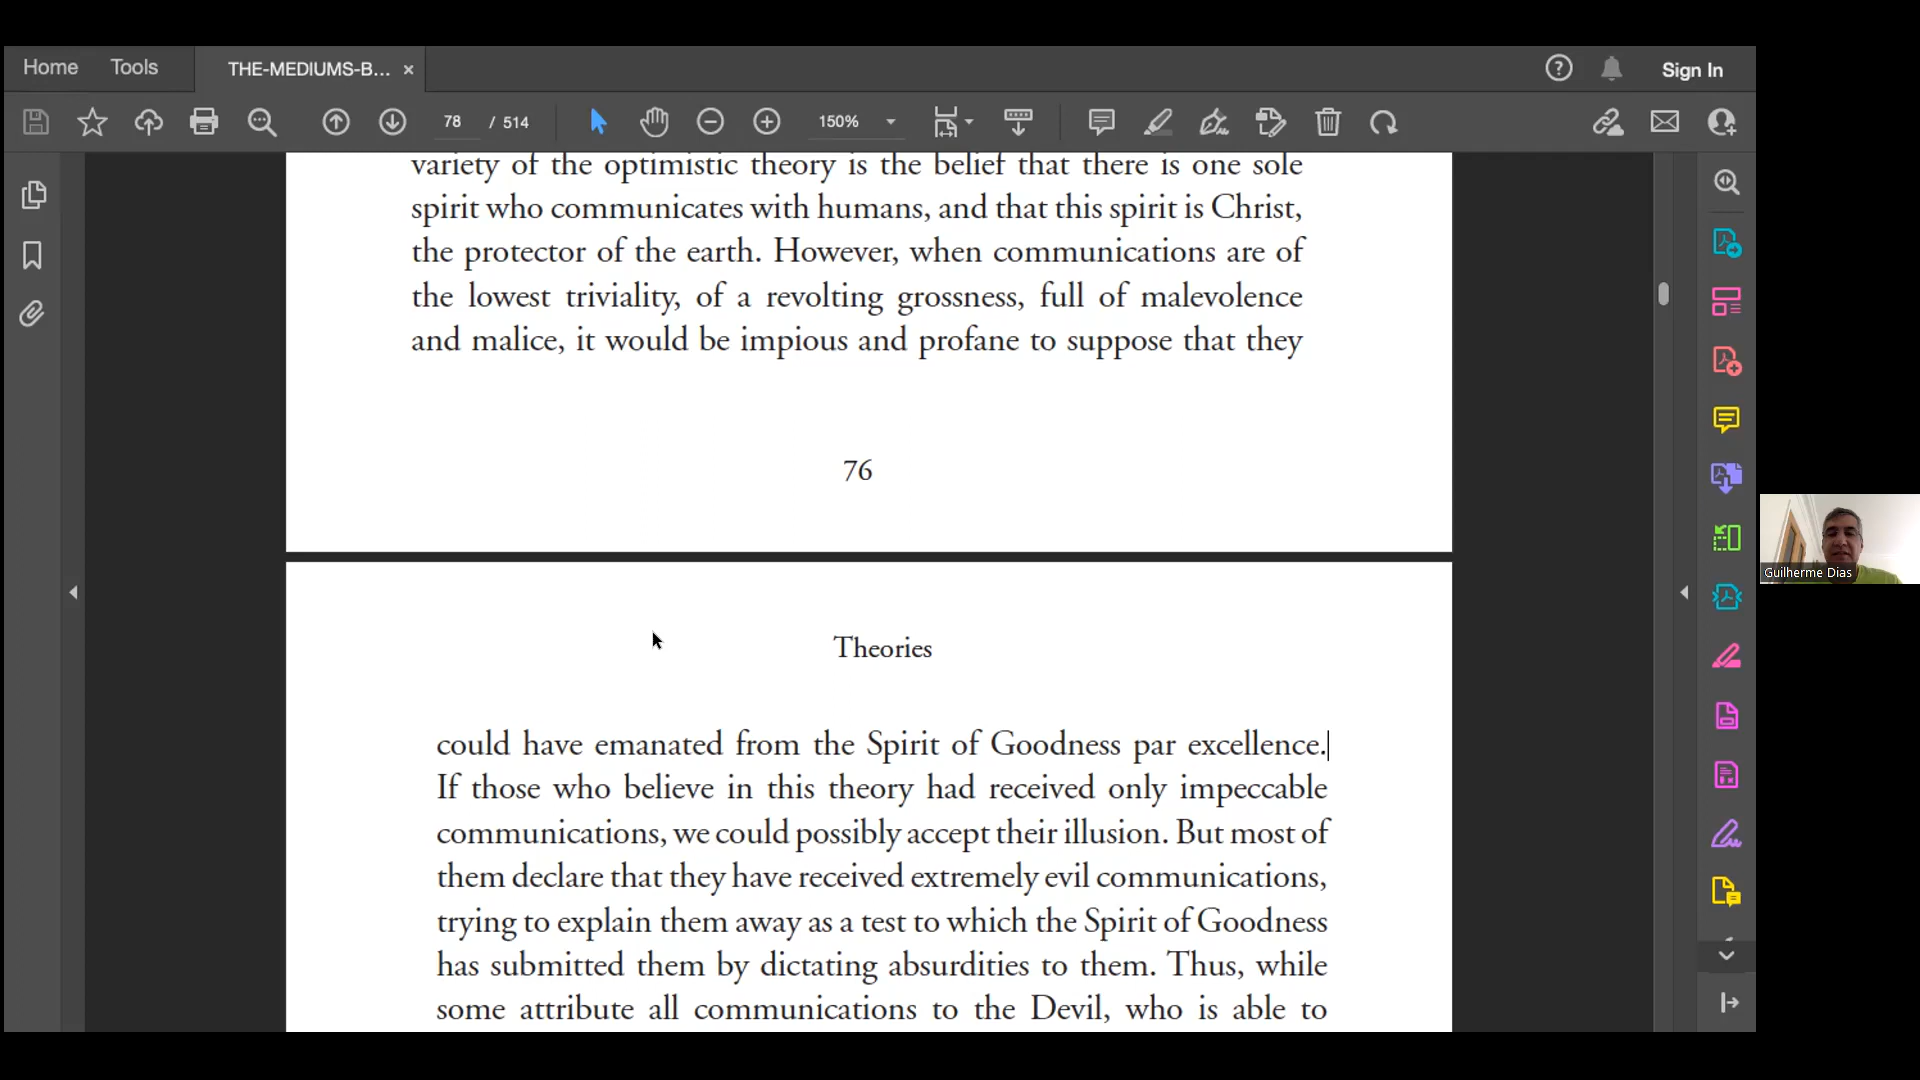 Home Tools THE-MEDIUMS-B... × Sign In
78 / 514 150%
variety of the optimistic theory is the belief that there is one sole
spirit who communicates with humans, and that this spirit is Christ,
the protector of the earth. However, when communications are of
the lowest triviality, of a revolting grossness, full of malevolence
and malice, it would be impious and profane to suppose that they
76
Theories
could have emanated from the Spirit of Goodness par excellence.
If those who believe in this theory had received only impeccable
communications, we could possibly accept their illusion. But most of
them declare that they have received extremely evil communications,
trying to explain them away as a test to which the Spirit of Goodness
has submitted them by dictating absurdities to them. Thus, while
some attribute all communications to the Devil, who is able to
Guilherme Dias